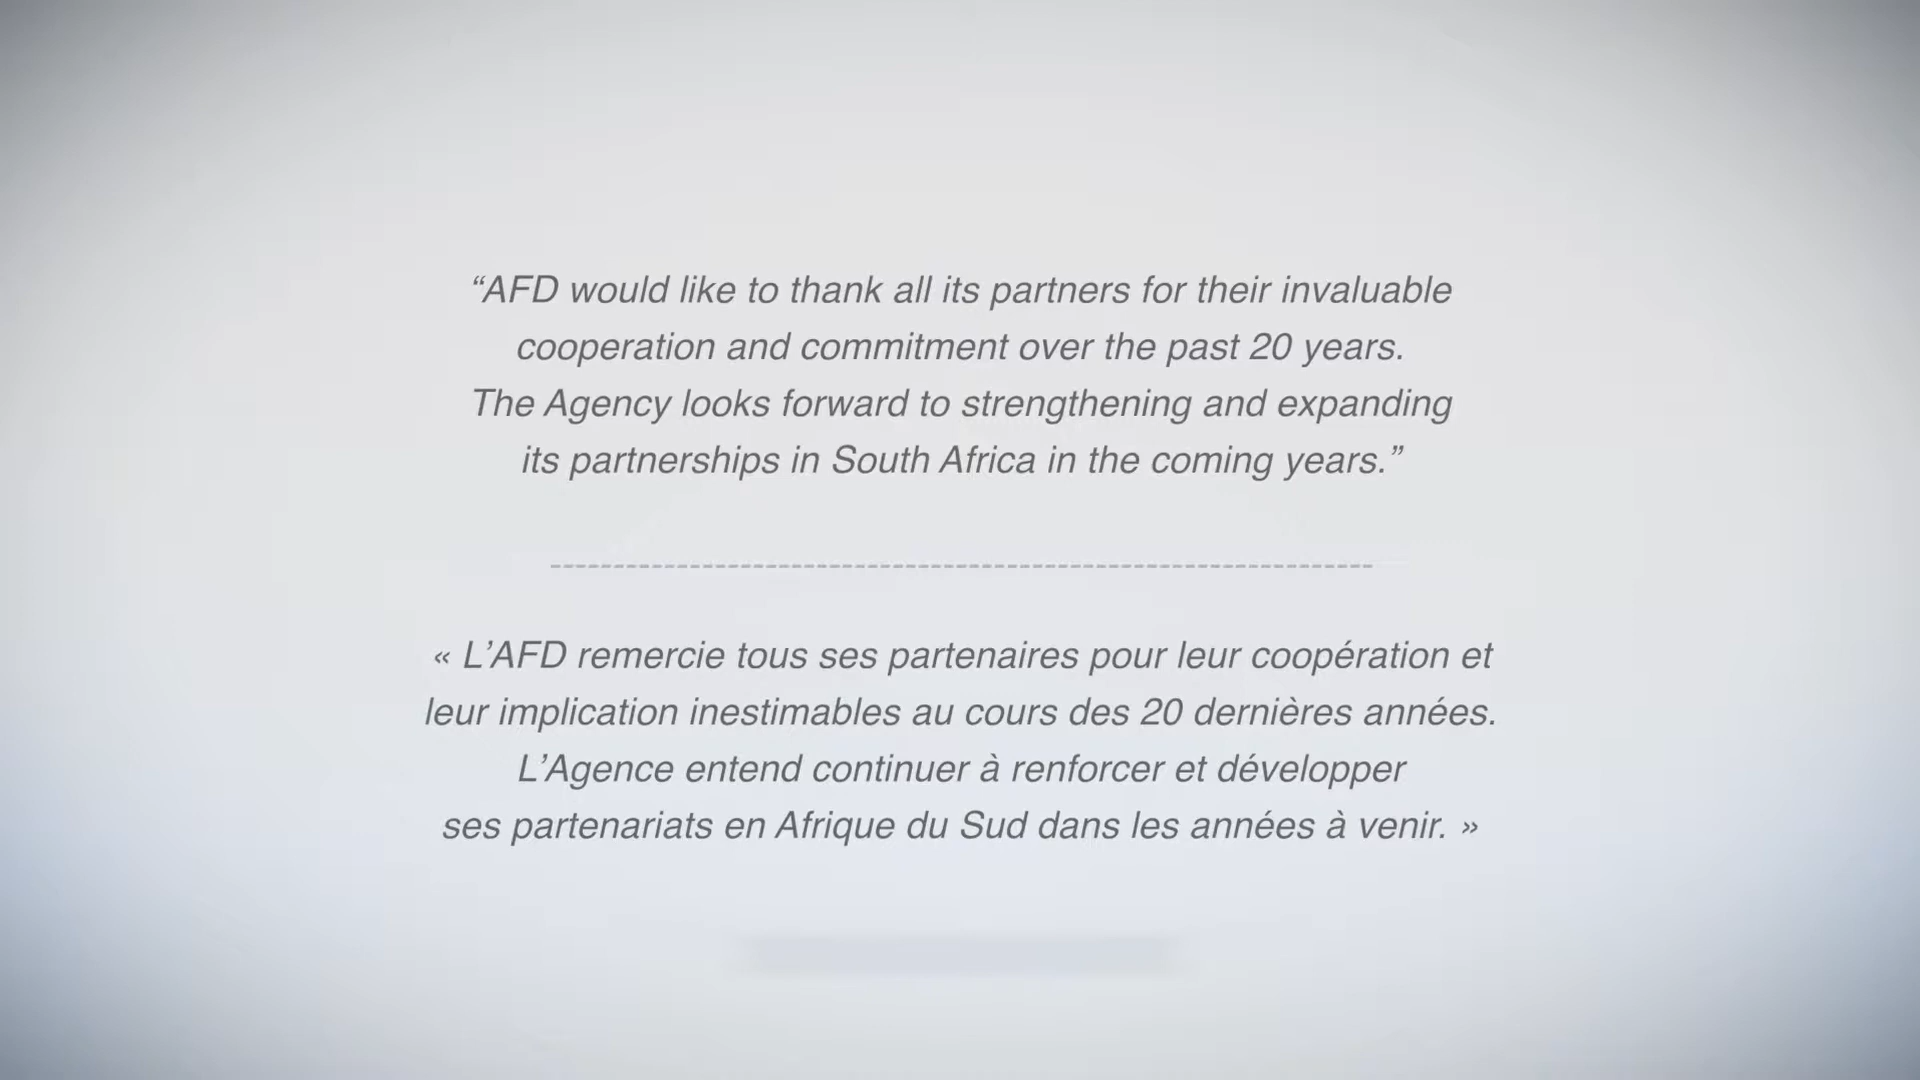 “AFD would like to thank all its partners for their invaluable
cooperation and commitment over the past 20 years.
The Agency looks forward to strengthening and expanding
its partnerships in South Africa in the coming years.”
« L’AFD remercie tous ses partenaires pour leur coopération et
leur implication inestimables au cours des 20 dernières années.
L’Agence entend continuer à renforcer et développer
ses partenariats en Afrique du Sud dans les années à venir. »